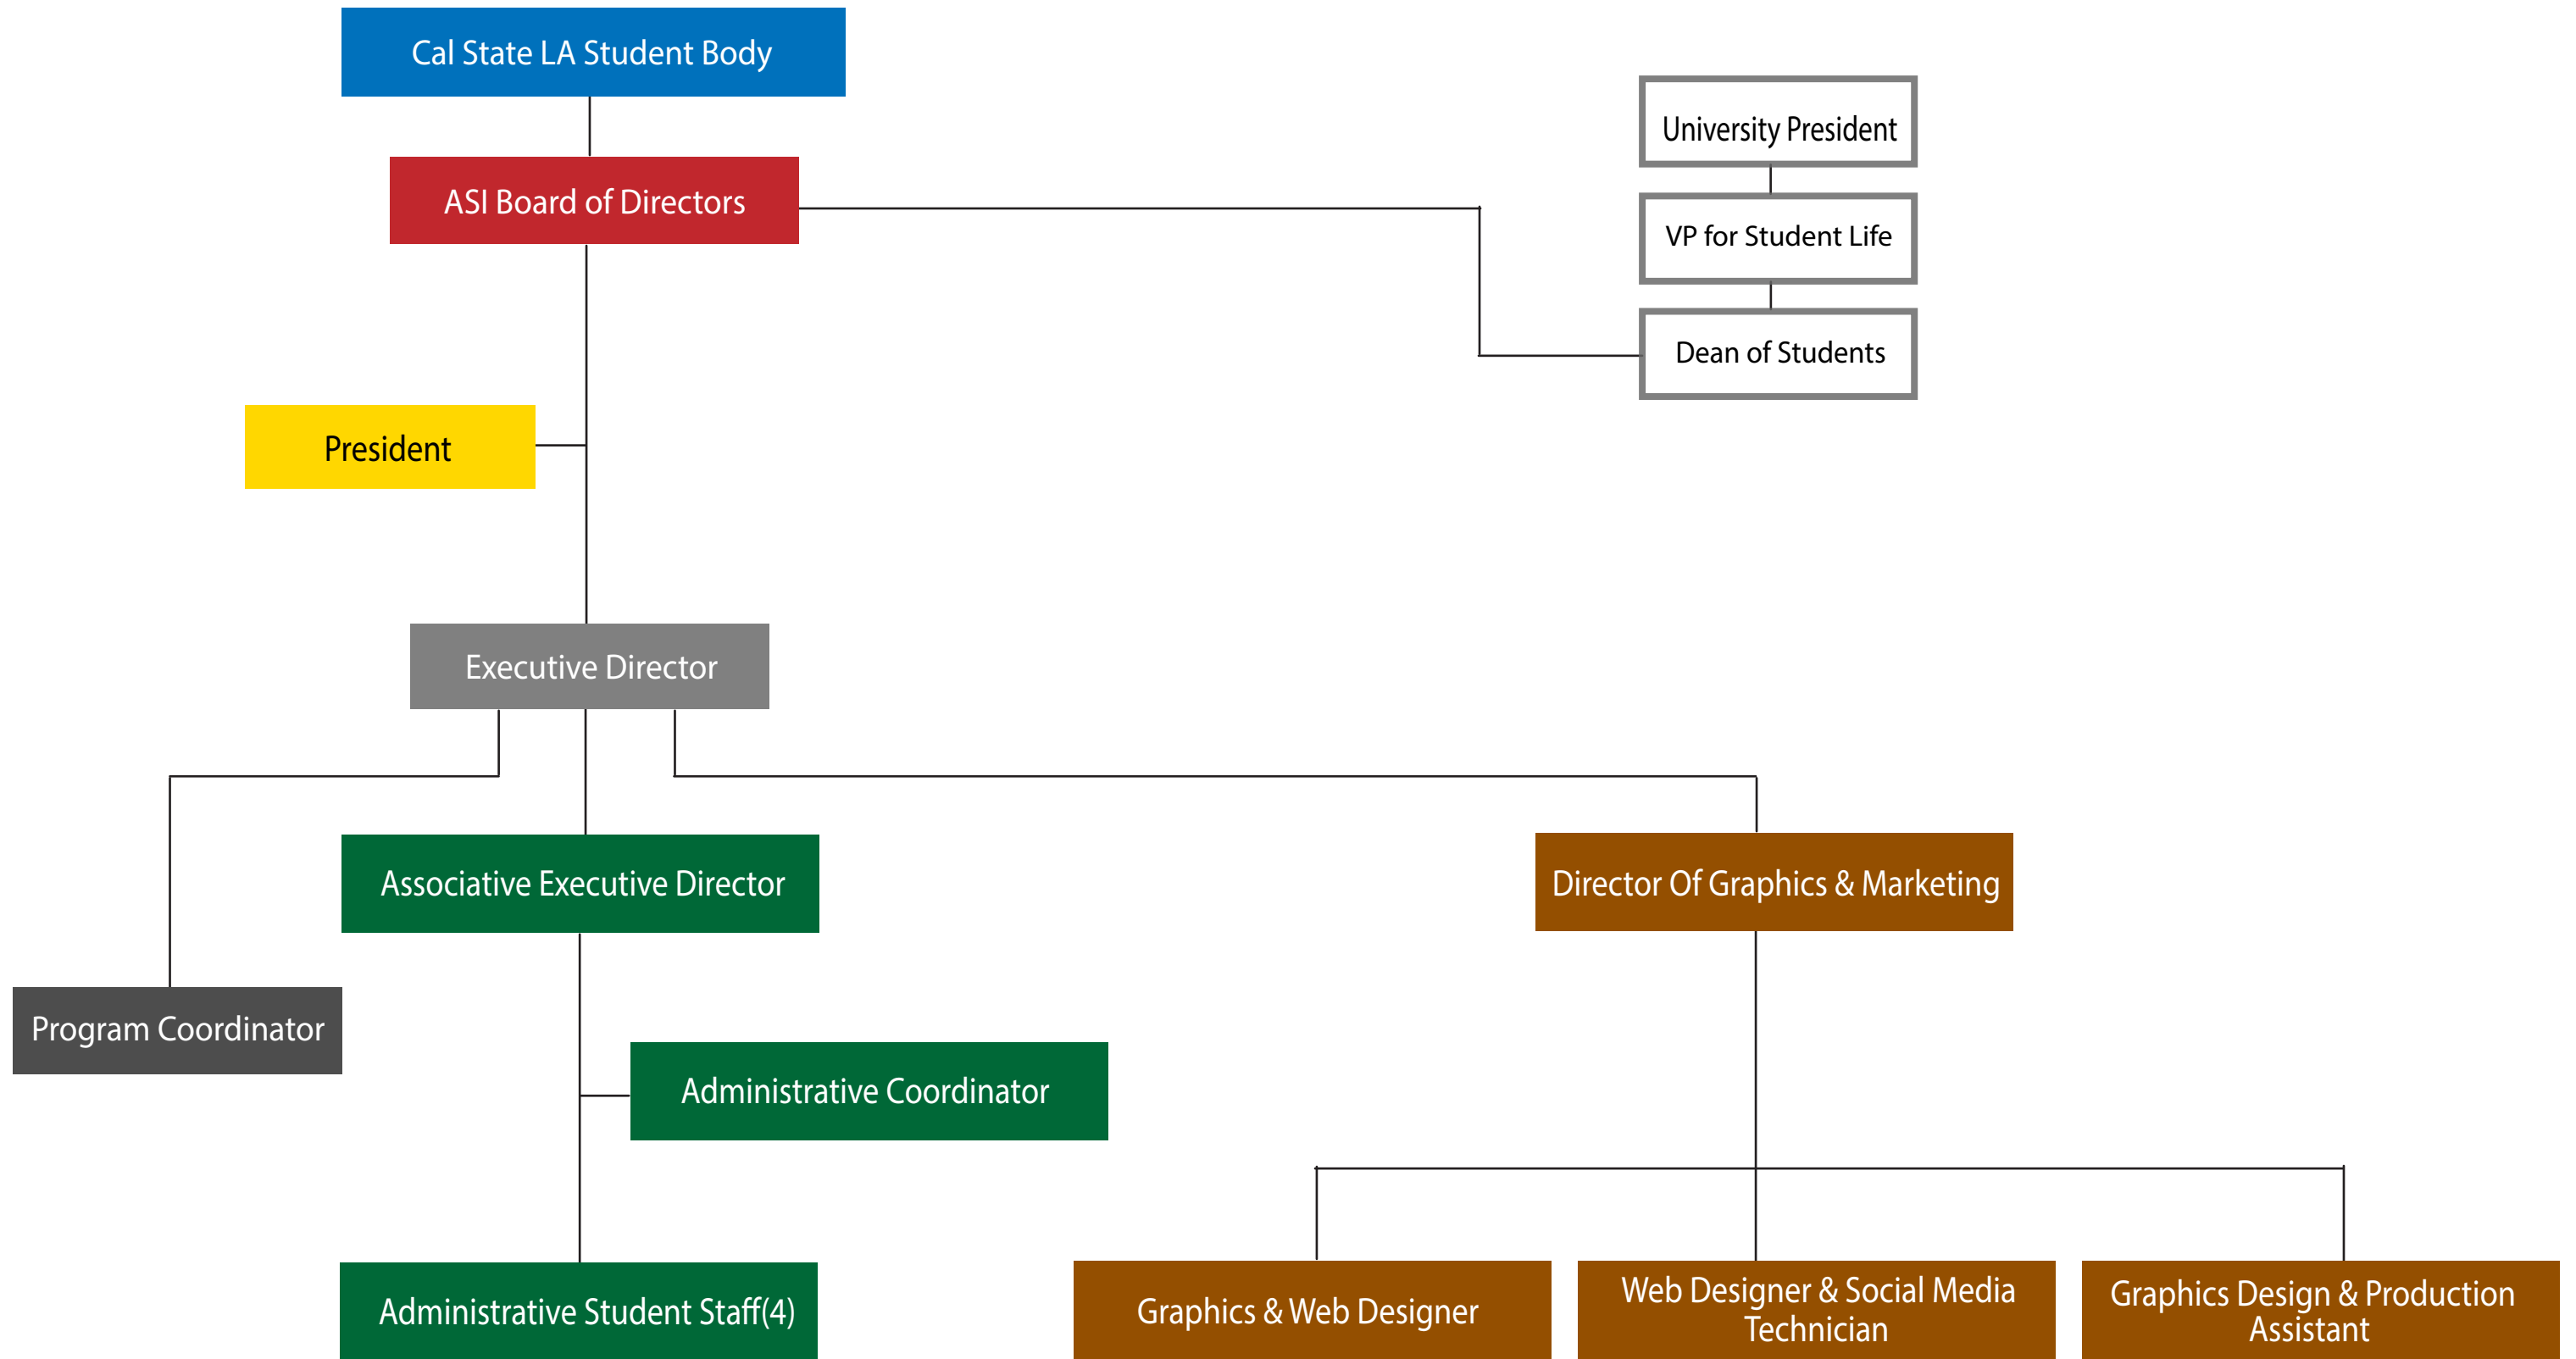 Cal State LA Student Body
University President
ASI Board of Directors
VP for Student Life
Dean of Students
President
Executive Director
Associative Executive Director
Director Of Graphics & Marketing
Program Coordinator
Administrative Coordinator
Administrative Student Staff(4)
Graphics & Web Designer
Web Designer & Social Media
Technician
Graphics Design & Production
Assistant